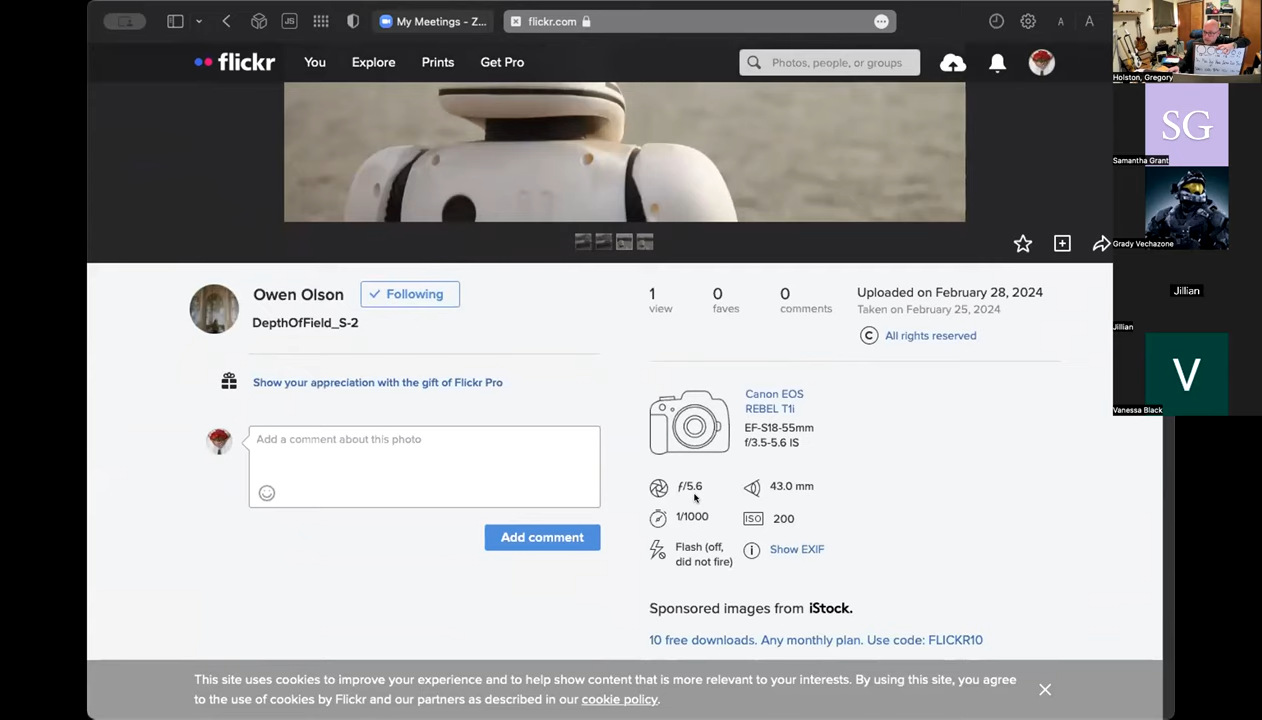 JS
My Meetings - Z...
flickr.com
A
A
flickr
You
Explore
Prints
Get Pro
Photos, people, or groups
Holston, Gregory
SG
Samantha Grant
Grady Vechazone
Jillian
Jillian
V
Vanessa Black
Owen Olson
Following
DepthOfField_S-2
1
view
0
faves
0
comments
Uploaded on February 28, 2024
Taken on February 25, 2024
C All rights reserved
Show your appreciation with the gift of Flickr Pro
Add a comment about this photo
Add comment
Canon EOS
REBEL T1i
EF-S18-55mm
f/3.5-5.6 IS
ƒ/5.6
43.0 mm
1/1000
ISO 200
Flash (off,
did not fire)
Show EXIF
Sponsored images from iStock.
10 free downloads. Any monthly plan. Use code: FLICKR10
This site uses cookies to improve your experience and to help show content that is more relevant to your interests. By using this site, you agree
to the use of cookies by Flickr and our partners as described in our cookie policy.